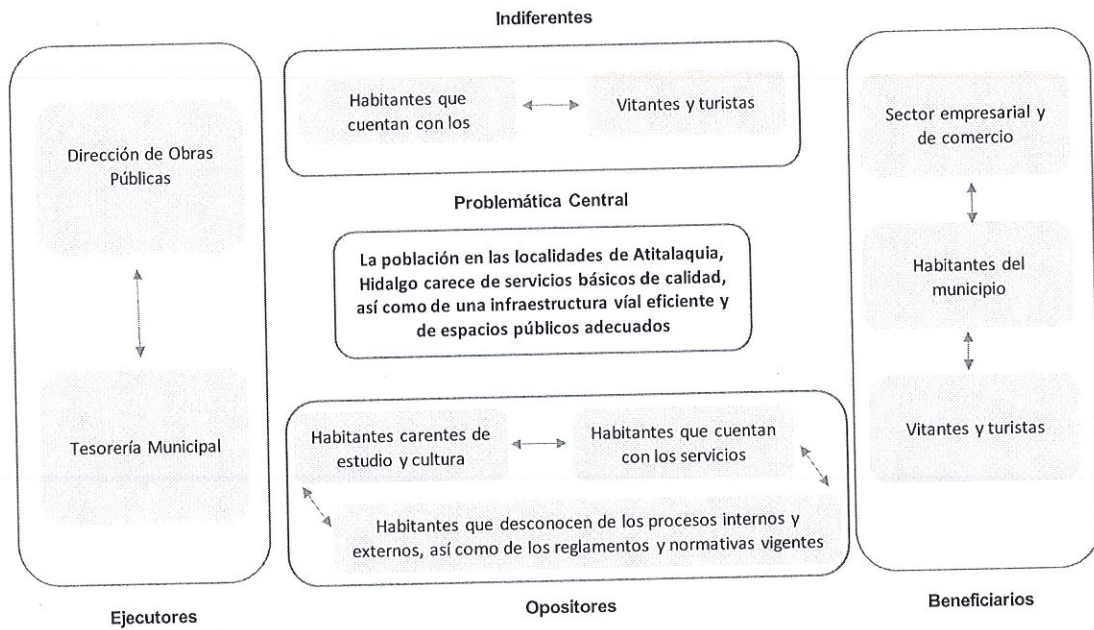 Indiferentes
Habitantes que
cuentan con los
Vitantes y turistas
Dirección de Obras
Públicas
Tesorería Municipal
Ejecutores
Problemática Central
La población en las localidades de Atitalaquia,
Hidalgo carece de servicios básicos de calidad,
así como de una infraestructura víal eficiente y
de espacios públicos adecuados
Habitantes carentes de
estudio y cultura
Habitantes que cuentan
con los servicios
Habitantes que desconocen de los procesos internos y
externos, así como de los reglamentos y normativas vigentes
Opositores
Sector empresarial y
de comercio
Habitantes del
municipio
Vitantes y turistas
Beneficiarios